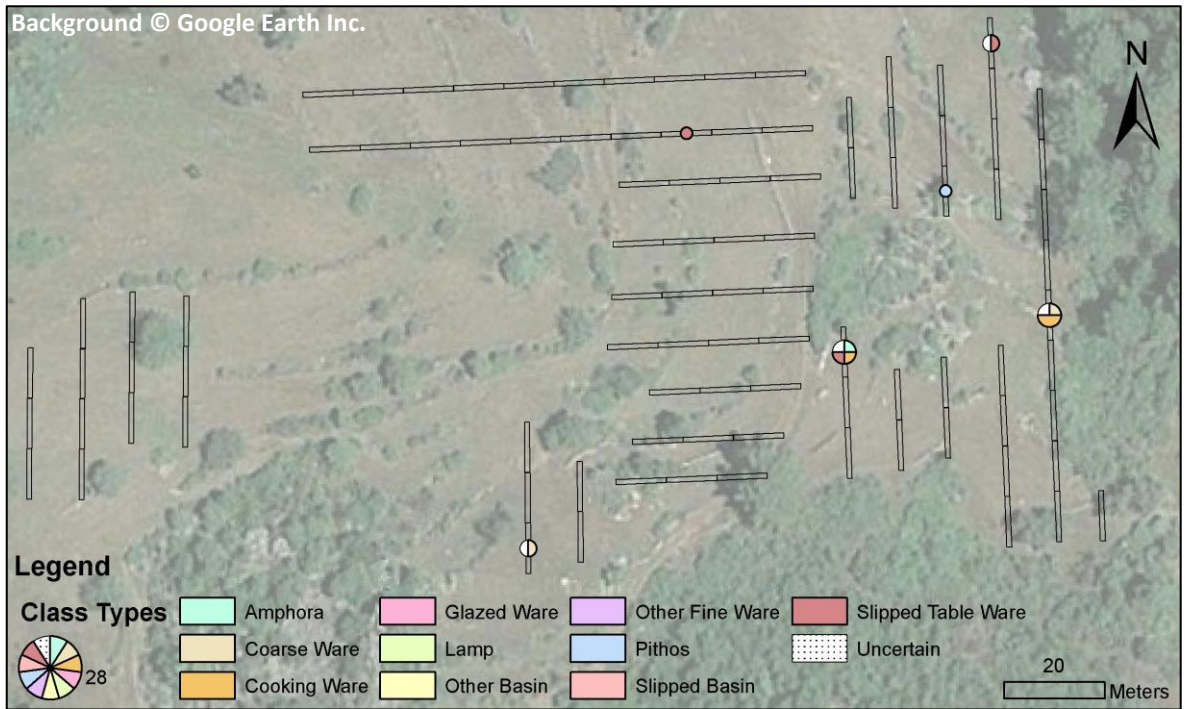 Background © Google Earth Inc.
N
Legend
Class Types
28
Amphora
Coarse Ware
Cooking Ware
Glazed Ware
Lamp
Other Basin
Other Fine Ware
Pithos
Slipped Basin
Slipped Table Ware
Uncertain
20
Meters